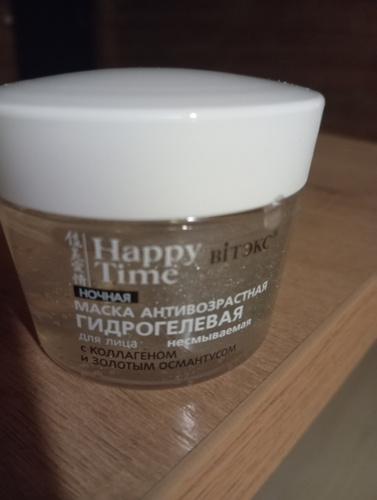 Happy
Time
ВIТЭКС®
НОЧНАЯ
МАСКА АНТИВОЗРАСТНАЯ
ГИДРОГЕЛЕВАЯ
для лица несмываемая
С КОЛЛАГЕНОМ
И ЗОЛОТЫМ ОСМАНТУСОМ